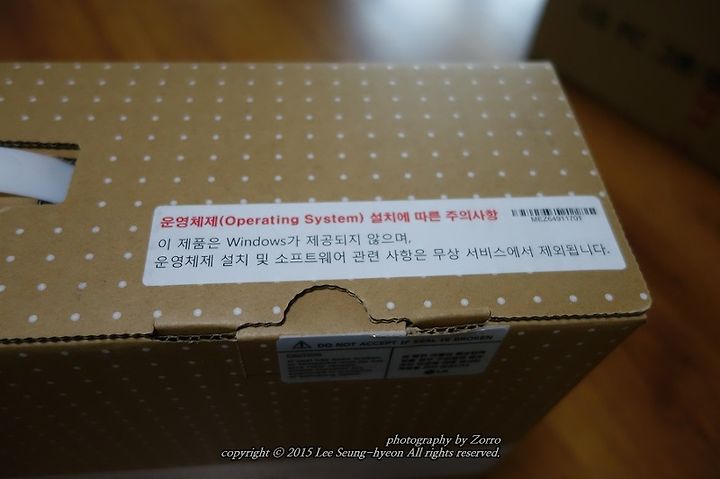 운영체제(Operating System) 설치에 따른 주의사항
MEZ64911701
이 제품은 Windows가 제공되지 않으며,
운영체제 설치 및 소프트웨어 관련 사항은 무상 서비스에서 제외됩니다.
DO NOT ACCEPT IF SEAL IS BROKEN
CAUTION
LG
photography by Zorro
copyright © 2015 Lee Seung-hyeon All rights reserved.